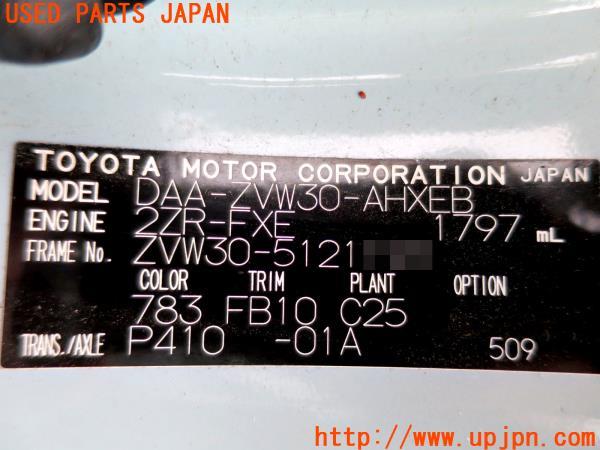 USED PARTS JAPAN
TOYOTA MOTOR CORPORATION JAPAN
MODEL DAA-ZVW30-AHXEB
ENGINE 2ZR-FXE 1797 mL
FRAME No. ZVW30-5121
COLOR TRIM PLANT OPTION
783 FB10 C25
TRANS./AXLE P410 -01A 509
UsedPartsJapan
http://www.upjpn.com/